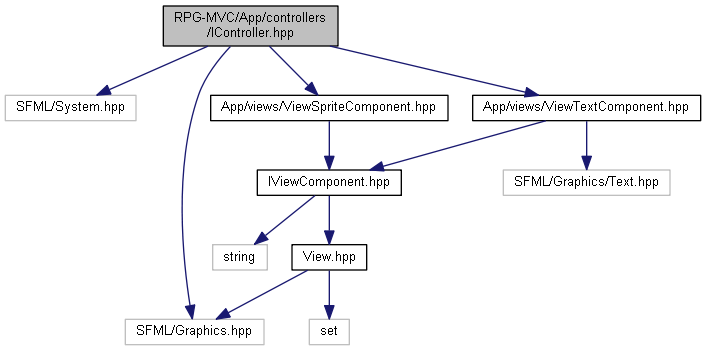 RPG-MVC/App/controllers
/IController.hpp
SFML/System.hpp
App/views/ViewSpriteComponent.hpp
App/views/ViewTextComponent.hpp
IViewComponent.hpp
SFML/Graphics/Text.hpp
string
View.hpp
SFML/Graphics.hpp
set